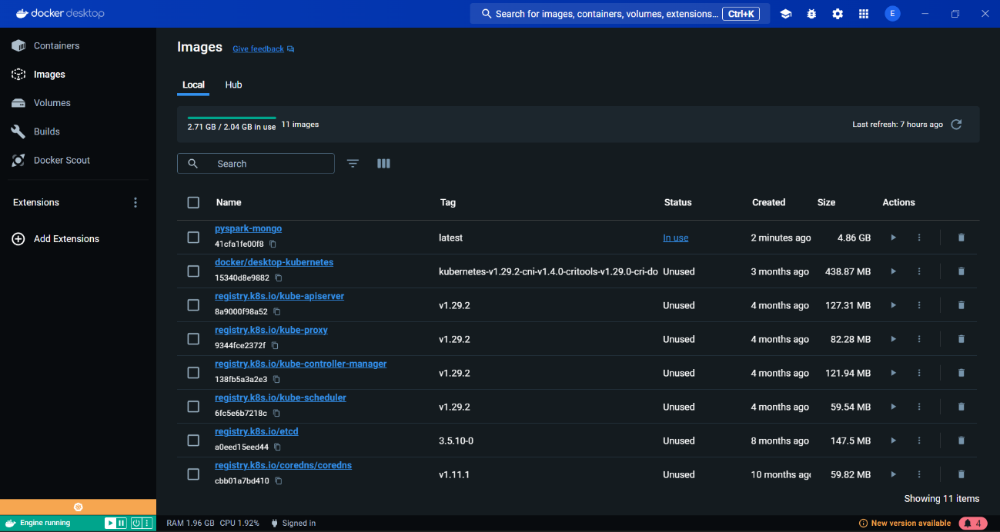 docker desktop
Search for images, containers, volumes, extensions... Ctrl+K
E
Containers
Images
Volumes
Builds
Docker Scout
Extensions
Add Extensions
Images Give feedback
Local Hub
2.71 GB / 2.04 GB in use 11 images Last refresh: 7 hours ago
Search
Name Tag Status Created Size Actions
pyspark-mongo
41cfa1fe00f8
latest In use 2 minutes ago 4.86 GB
docker/desktop-kubernetes
15340d8e9882
kubernetes-v1.29.2-cni-v1.4.0-critools-v1.29.0-cri-do Unused 3 months ago 438.87 MB
registry.k8s.io/kube-apiserver
8a9000f98a52
v1.29.2 Unused 4 months ago 127.31 MB
registry.k8s.io/kube-proxy
9344fce2372f
v1.29.2 Unused 4 months ago 82.28 MB
registry.k8s.io/kube-controller-manager
138fb5a3a2e3
v1.29.2 Unused 4 months ago 121.94 MB
registry.k8s.io/kube-scheduler
6fc5e6b7218c
v1.29.2 Unused 4 months ago 59.54 MB
registry.k8s.io/etcd
a0eed15eed44
3.5.10-0 Unused 8 months ago 147.5 MB
registry.k8s.io/coredns/coredns
cbb01a7bd410
v1.11.1 Unused 10 months ago 59.82 MB
Showing 11 items
Engine running
RAM 1.96 GB CPU 1.92% Signed in
New version available 4